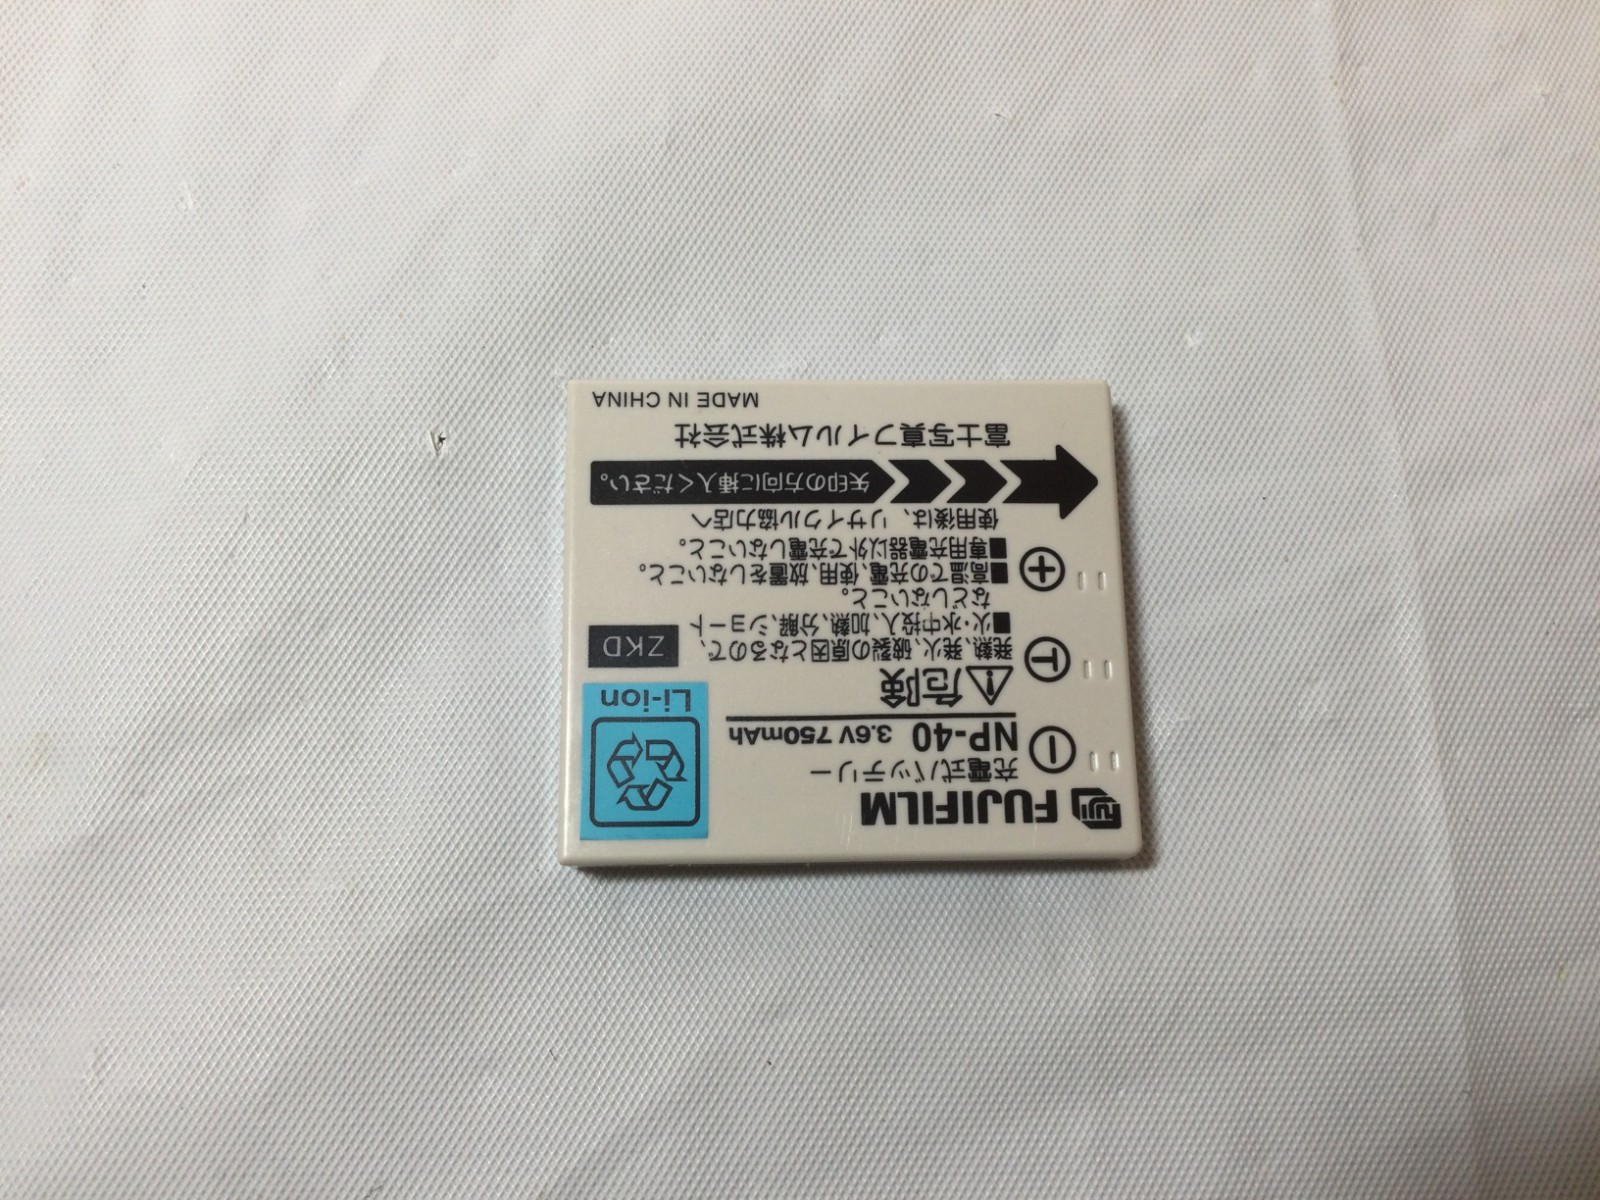 FUJIFILM
充電式バッテリー
NP-40 3.6V 750mAh
⚠危険
発熱、発火、破裂の原因となるので、
■火・水中投入、加熱、分解、ショート
などしないこと。
■高温での充電、使用、放置をしないこと。
■専用充電器以外で充電しないこと。
使用後は、リサイクル協力店へ
矢印の方向に挿入ください。
富士写真フイルム株式会社
MADE IN CHINA
Li-ion
ZKD
FUJI
T